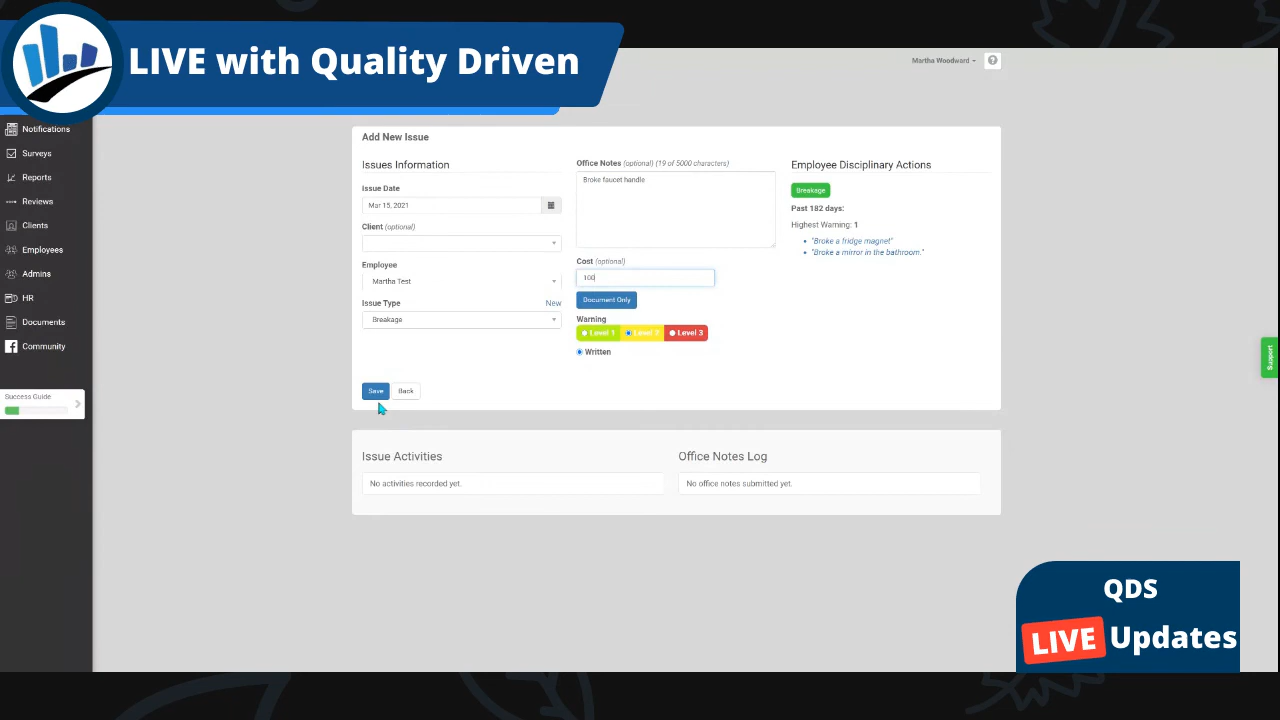 LIVE with Quality Driven
Martha Woodward
?
Notifications
Surveys
Reports
Reviews
Clients
Employees
Admins
HR
Documents
Community
Success Guide
Add New Issue
Issues Information
Issue Date
Mar 15, 2021
Client (optional)
Employee
Martha Test
Issue Type
New
Breakage
Save
Back
Office Notes (optional) (19 of 5000 characters)
Broke faucet handle
Cost (optional)
100
Document Only
Warning
Level 1
Level 2
Level 3
Written
Employee Disciplinary Actions
Breakage
Past 182 days:
Highest Warning: 1
"Broke a fridge magnet"
"Broke a mirror in the bathroom."
Issue Activities
No activities recorded yet.
Office Notes Log
No office notes submitted yet.
Support
QDS
LIVE Updates